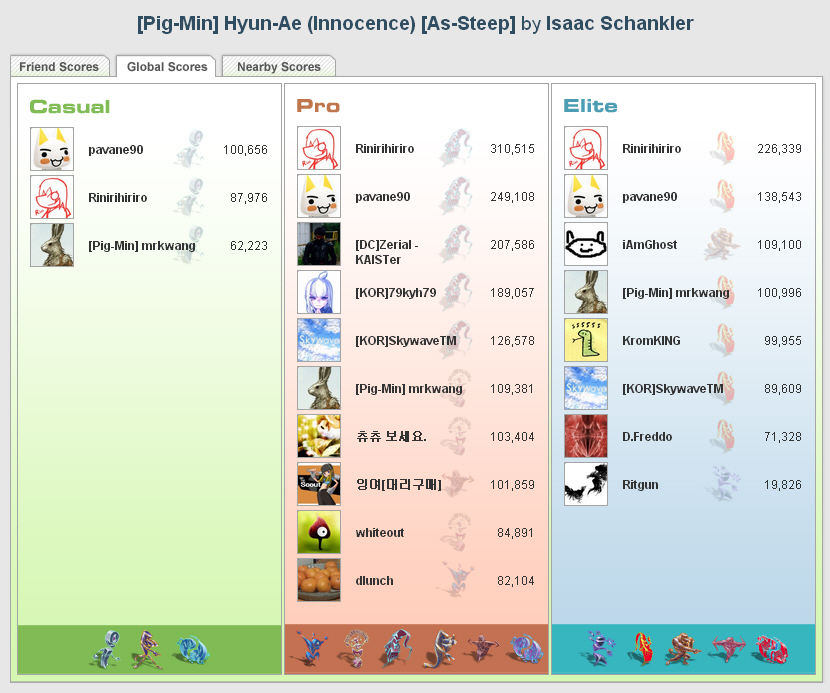 [Pig-Min] Hyun-Ae (Innocence) [As-Steep] by Isaac Schankler
Friend Scores
Global Scores
Nearby Scores
Casual
pavane90 100,656
Rinirihiriro 87,976
[Pig-Min] mrkwang 62,223
Pro
Rinirihiriro 310,515
pavane90 249,108
[DC]Zerial -
KAISTer 207,586
[KOR]79kyh79 189,057
Skywave
[KOR]SkywaveTM 126,578
[Pig-Min] mrkwang 109,381
츄츄 보세요. 103,404
Scout
잉여[대리구매] 101,859
whiteout 84,891
dlunch 82,104
Elite
Rinirihiriro 226,339
pavane90 138,543
iAmGhost 109,100
[Pig-Min] mrkwang 100,996
KromKING 99,955
Skywave
[KOR]SkywaveTM 89,609
D.Freddo 71,328
Ritgun 19,826